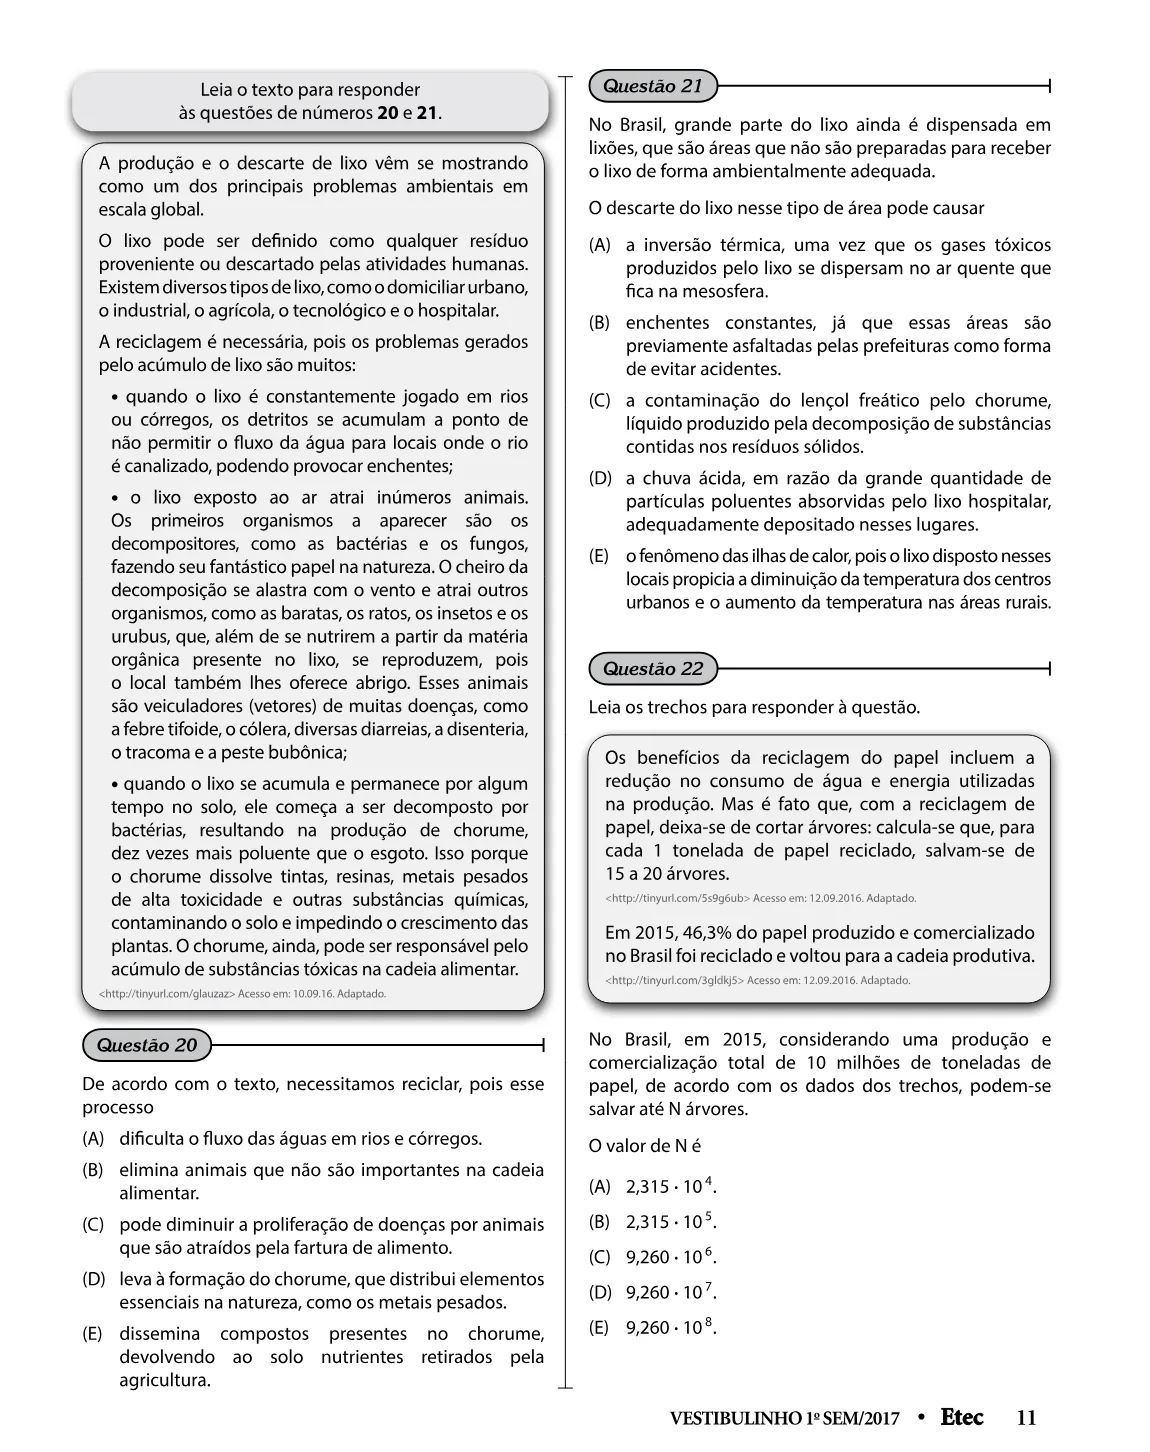 Leia o texto para responder
às questões de números 20 e 21.
A produção e o descarte de lixo vêm se mostrando
como um dos principais problemas ambientais em
escala global.
O lixo pode ser definido como qualquer resíduo
proveniente ou descartado pelas atividades humanas.
Existem diversos tipos de lixo, como o domiciliar urbano,
o industrial, o agrícola, o tecnológico e o hospitalar.
A reciclagem é necessária, pois os problemas gerados
pelo acúmulo de lixo são muitos:
• quando o lixo é constantemente jogado em rios
ou córregos, os detritos se acumulam a ponto de
não permitir o fluxo da água para locais onde o rio
é canalizado, podendo provocar enchentes;
• o lixo exposto ao ar atrai inúmeros animais.
Os primeiros organismos a aparecer são os
decompositores, como as bactérias e os fungos,
fazendo seu fantástico papel na natureza. O cheiro da
decomposição se alastra com o vento e atrai outros
organismos, como as baratas, os ratos, os insetos e os
urubus, que, além de se nutrirem a partir da matéria
orgânica presente no lixo, se reproduzem, pois
o local também lhes oferece abrigo. Esses animais
são veiculadores (vetores) de muitas doenças, como
a febre tifoide, o cólera, diversas diarreias, a disenteria,
o tracoma e a peste bubônica;
• quando o lixo se acumula e permanece por algum
tempo no solo, ele começa a ser decomposto por
bactérias, resultando na produção de chorume,
dez vezes mais poluente que o esgoto. Isso porque
o chorume dissolve tintas, resinas, metais pesados
de alta toxicidade e outras substâncias químicas,
contaminando o solo e impedindo o crescimento das
plantas. O chorume, ainda, pode ser responsável pelo
acúmulo de substâncias tóxicas na cadeia alimentar.
<http://tinyurl.com/glauzaz> Acesso em: 10.09.16. Adaptado.
Questão 20
De acordo com o texto, necessitamos reciclar, pois esse
processo
(A) dificulta o fluxo das águas em rios e córregos.
(B) elimina animais que não são importantes na cadeia
alimentar.
(C) pode diminuir a proliferação de doenças por animais
que são atraídos pela fartura de alimento.
(D) leva à formação do chorume, que distribui elementos
essenciais na natureza, como os metais pesados.
(E) dissemina compostos presentes no chorume,
devolvendo ao solo nutrientes retirados pela
agricultura.
Questão 21
No Brasil, grande parte do lixo ainda é dispensada em
lixões, que são áreas que não são preparadas para receber
o lixo de forma ambientalmente adequada.
O descarte do lixo nesse tipo de área pode causar
(A) a inversão térmica, uma vez que os gases tóxicos
produzidos pelo lixo se dispersam no ar quente que
fica na mesosfera.
(B) enchentes constantes, já que essas áreas são
previamente asfaltadas pelas prefeituras como forma
de evitar acidentes.
(C) a contaminação do lençol freático pelo chorume,
líquido produzido pela decomposição de substâncias
contidas nos resíduos sólidos.
(D) a chuva ácida, em razão da grande quantidade de
partículas poluentes absorvidas pelo lixo hospitalar,
adequadamente depositado nesses lugares.
(E) o fenômeno das ilhas de calor, pois o lixo disposto nesses
locais propicia a diminuição da temperatura dos centros
urbanos e o aumento da temperatura nas áreas rurais.
Questão 22
Leia os trechos para responder à questão.
Os benefícios da reciclagem do papel incluem a
redução no consumo de água e energia utilizadas
na produção. Mas é fato que, com a reciclagem de
papel, deixa-se de cortar árvores: calcula-se que, para
cada 1 tonelada de papel reciclado, salvam-se de
15 a 20 árvores.
<http://tinyurl.com/5s9g6ub> Acesso em: 12.09.2016. Adaptado.
Em 2015, 46,3% do papel produzido e comercializado
no Brasil foi reciclado e voltou para a cadeia produtiva.
<http://tinyurl.com/3gldkj5> Acesso em: 12.09.2016. Adaptado.
No Brasil, em 2015, considerando uma produção e
comercialização total de 10 milhões de toneladas de
papel, de acordo com os dados dos trechos, podem-se
salvar até N árvores.
O valor de N é
(A) 2,315 · 10⁴.
(B) 2,315 · 10⁵.
(C) 9,260 · 10⁶.
(D) 9,260 · 10⁷.
(E) 9,260 · 10⁸.
VESTIBULINHO 1º SEM/2017 • Etec 11